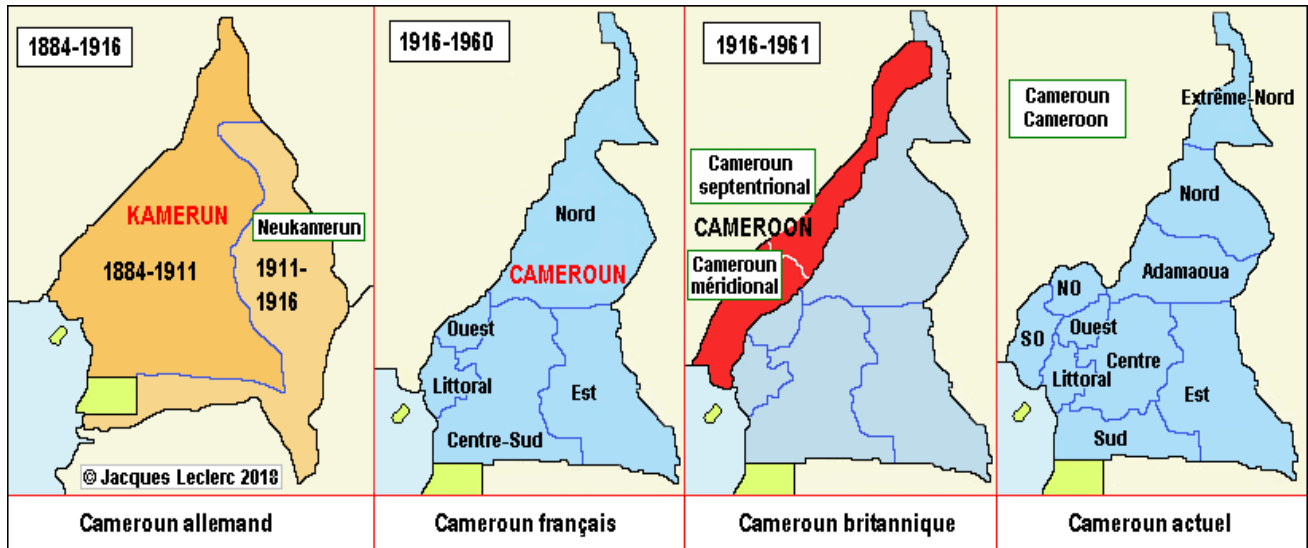 1884-1916
KAMERUN
1884-1911
Neukamerun
1911-
1916
© Jacques Leclerc 2018
Cameroun allemand
1916-1960
Nord
CAMEROUN
Ouest
Littoral
Est
Centre-Sud
Cameroun français
1916-1961
Cameroun
septentrional
CAMEROON
Cameroun
méridional
Cameroun britannique
Cameroun
Cameroon
Extrême-Nord
Nord
Adamaoua
NO
SO
Ouest
Centre
Littoral
Est
Sud
Cameroun actuel